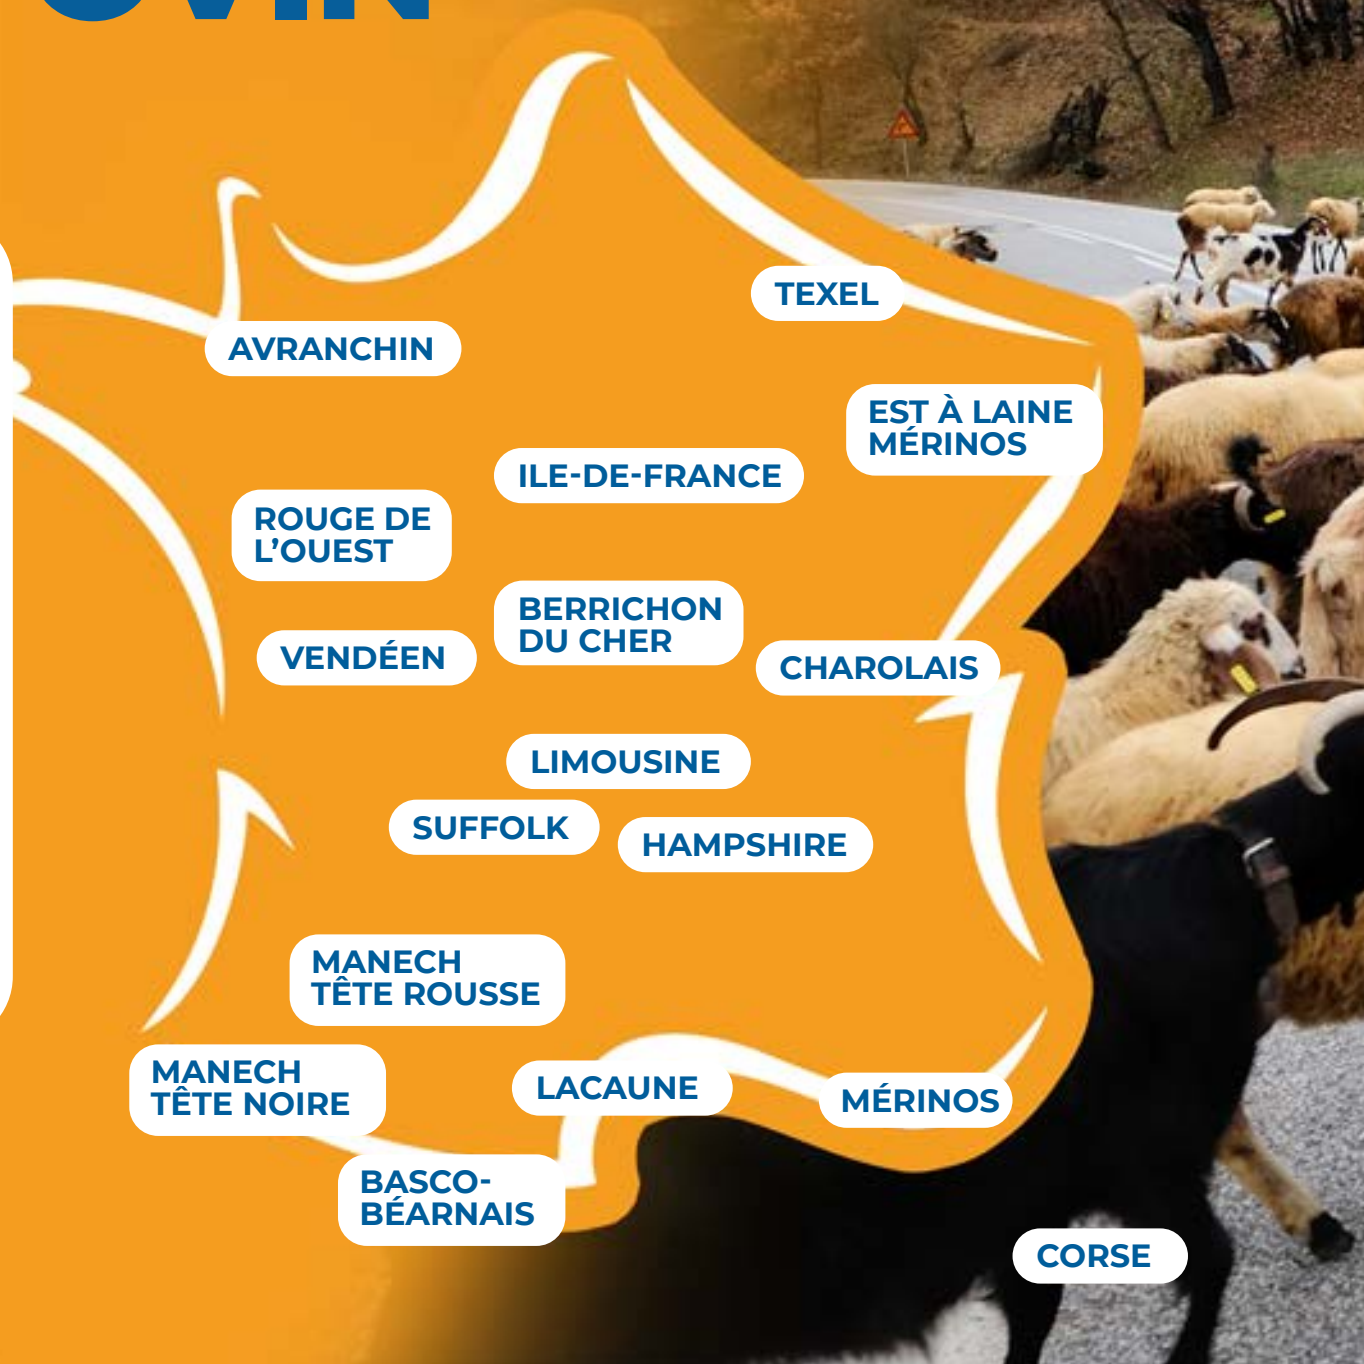 OVIN
TEXEL
AVRANCHIN
EST À LAINE
MÉRINOS
ILE-DE-FRANCE
ROUGE DE
L'OUEST
BERRICHON
DU CHER
VENDÉEN
CHAROLAIS
LIMOUSINE
SUFFOLK
HAMPSHIRE
MANECH
TÊTE ROUSSE
MANECH
TÊTE NOIRE
LACAUNE
MÉRINOS
BASCO-
BÉARNAIS
CORSE